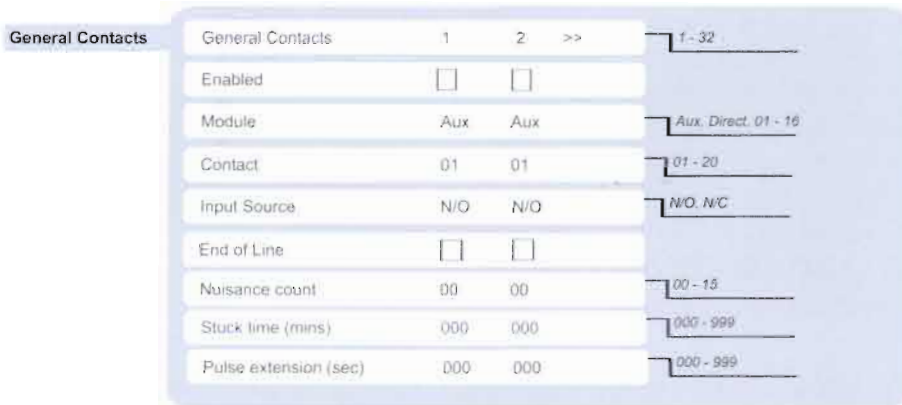 General Contacts
General Contacts 1 2 >> 1 - 32
Enabled
Module Aux Aux Aux. Direct. 01 - 16
Contact 01 01 01 - 20
Input Source N/O N/O N/O. N/C
End of Line
Nuisance count 00 00 00 - 15
Stuck time (mins) 000 000 000 - 999
Pulse extension (sec) 000 000 000 - 999